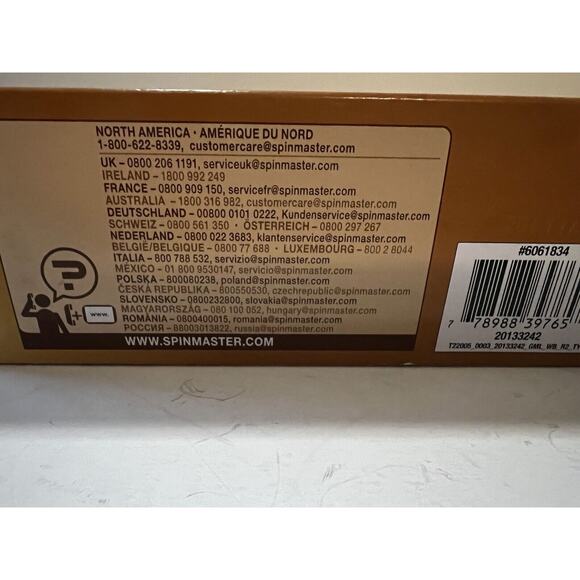 NORTH AMERICA • AMÉRIQUE DU NORD
1-800-622-8339, customercare@spinmaster.com
UK – 0800 206 1191, serviceuk@spinmaster.com
IRELAND – 1800 992 249
FRANCE – 0800 909 150, servicefr@spinmaster.com
AUSTRALIA – 1800 316 982, customercare@spinmaster.com
DEUTSCHLAND – 00800 0101 0222, Kundenservice@spinmaster.com
SCHWEIZ – 0800 561 350 • ÖSTERREICH – 0800 297 267
NEDERLAND – 0800 022 3683, klantenservice@spinmaster.com
BELGIË/BELGIQUE – 0800 77 688 • LUXEMBOURG – 800 2 8044
ITALIA – 800 788 532, servizio@spinmaster.com
MÉXICO – 01 800 9530147, servicio@spinmaster.com
POLSKA – 800080238, poland@spinmaster.com
ČESKÁ REPUBLIKA – 800550530, czechrepublic@spinmaster.com
SLOVENSKO – 0800232800, slovakia@spinmaster.com
MAGYARORSZÁG – 080 100 052, hungary@spinmaster.com
ROMÂNIA – 0800400015, romania@spinmaster.com
РОССИЯ – 88003013822, russia@spinmaster.com
?
www.
WWW.SPINMASTER.COM
#6061834
7 78988 39765
20133242
T22005_0003_20133242_GML_WB_R2_TY